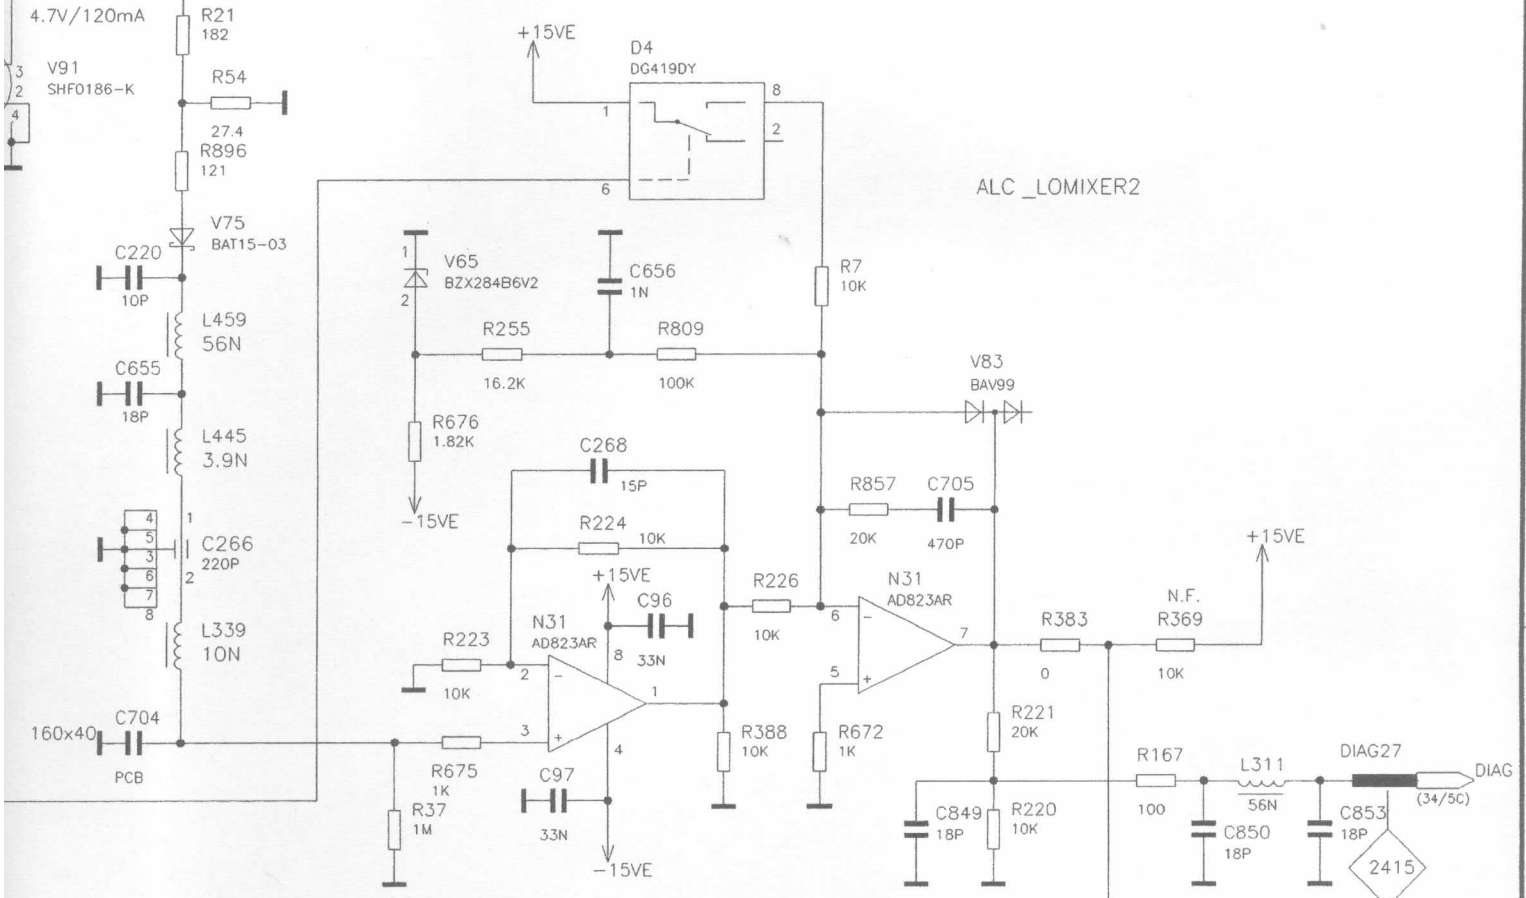 4.7V/120mA
R21
182
+15VE
D4
DG419DY
V91
SHF0186-K
3
2
4
R54
27.4
1
8
2
6
R896
121
ALC _LOMIXER2
V75
BAT15-03
C220
10P
1
2
V65
BZX284B6V2
C656
1N
R7
10K
L459
56N
R255
16.2K
R809
100K
C655
18P
V83
BAV99
L445
3.9N
R676
1.82K
-15VE
C268
15P
R224
10K
R857
20K
C705
470P
4
5
3
6
7
8
1
2
C266
220P
+15VE
+15VE
C96
33N
R226
10K
N31
AD823AR
6
5
7
N.F.
R383
0
R369
10K
L339
10N
R223
10K
N31
AD823AR
2
3
8
1
4
160x40
C704
PCB
R675
1K
R388
10K
R672
1K
R221
20K
R167
100
L311
56N
DIAG27
DIAG
(34/5C)
R37
1M
C97
33N
-15VE
C849
18P
R220
10K
C850
18P
C853
18P
2415